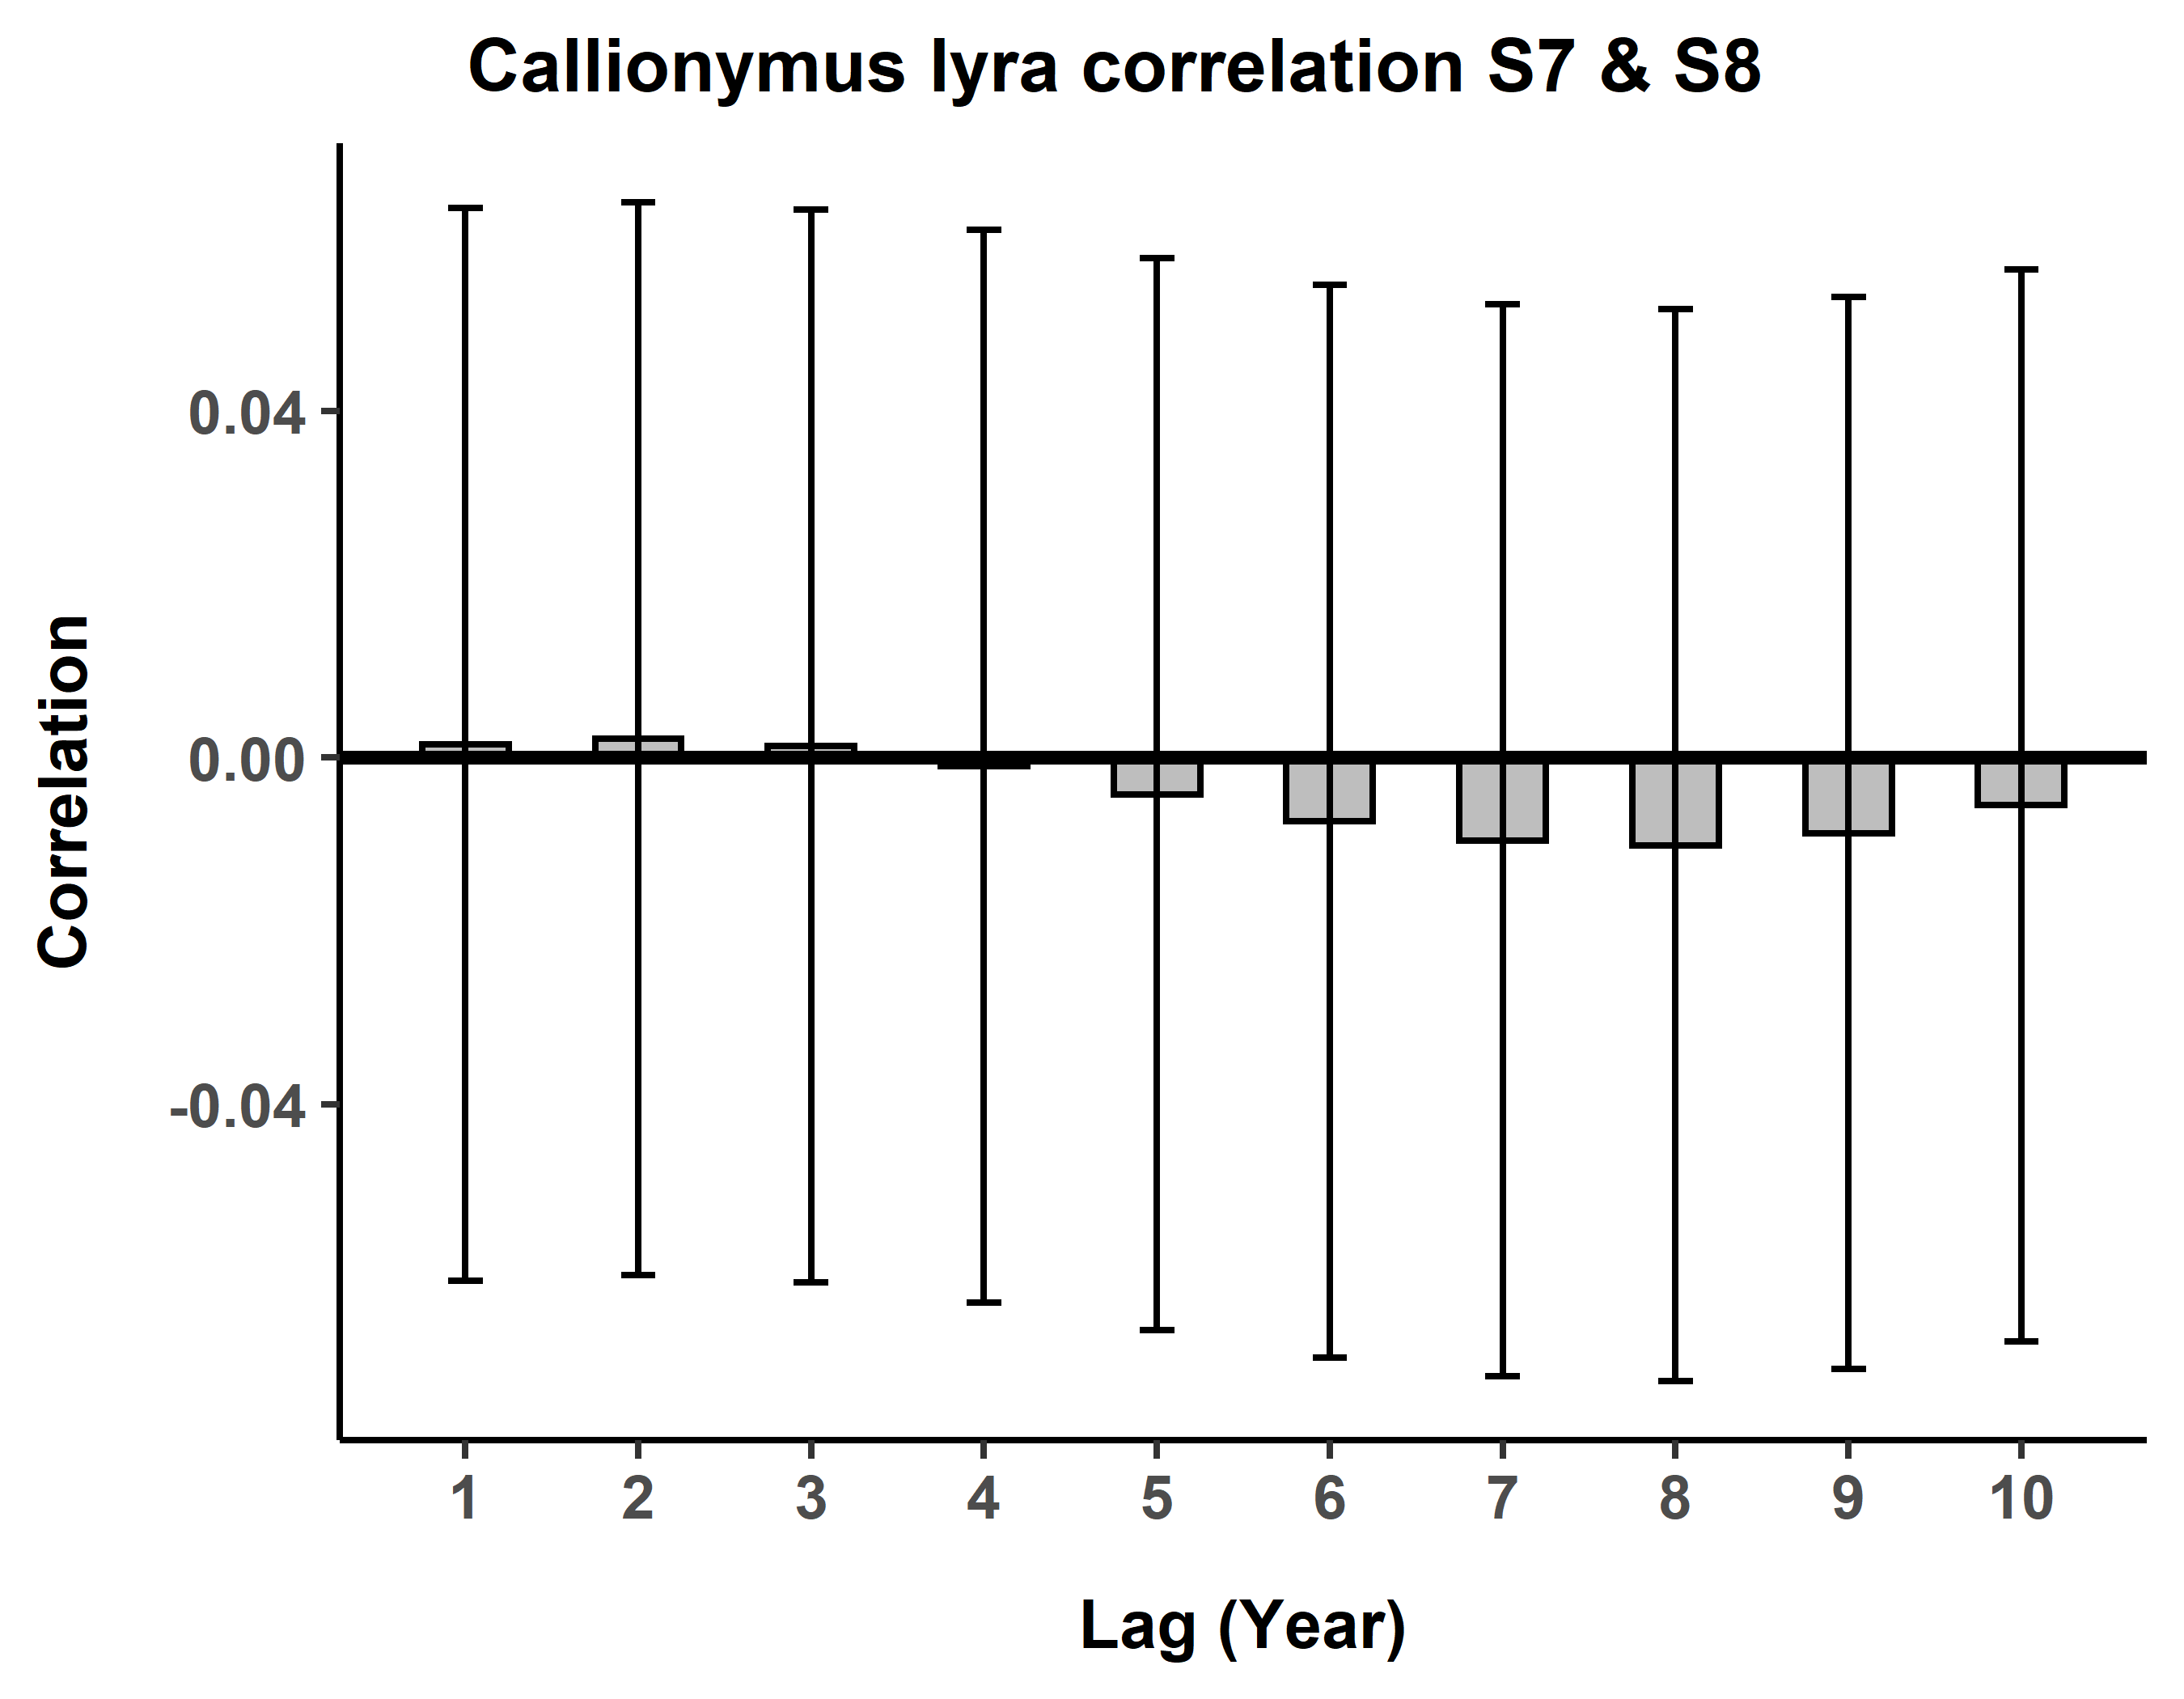 Callionymus lyra correlation S7 & S8
Correlation
0.04
0.00
-0.04
1 2 3 4 5 6 7 8 9 10
Lag (Year)